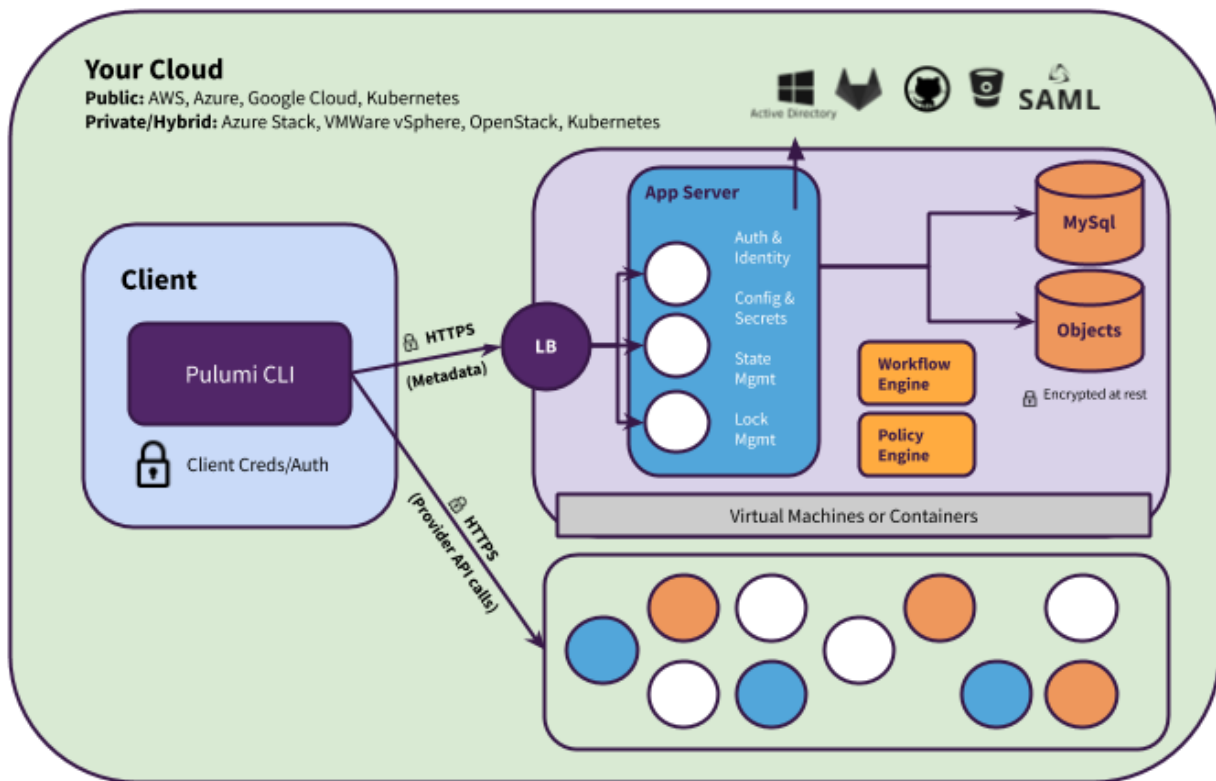 Your Cloud
Public: AWS, Azure, Google Cloud, Kubernetes
Private/Hybrid: Azure Stack, VMWare vSphere, OpenStack, Kubernetes
Active Directory
SAML
App Server
Auth &
Identity
Config &
Secrets
State
Mgmt
Lock
Mgmt
MySql
Objects
Encrypted at rest
Workflow
Engine
Policy
Engine
Client
Pulumi CLI
Client Creds/Auth
HTTPS
(Metadata)
LB
HTTPS
(Provider API calls)
Virtual Machines or Containers